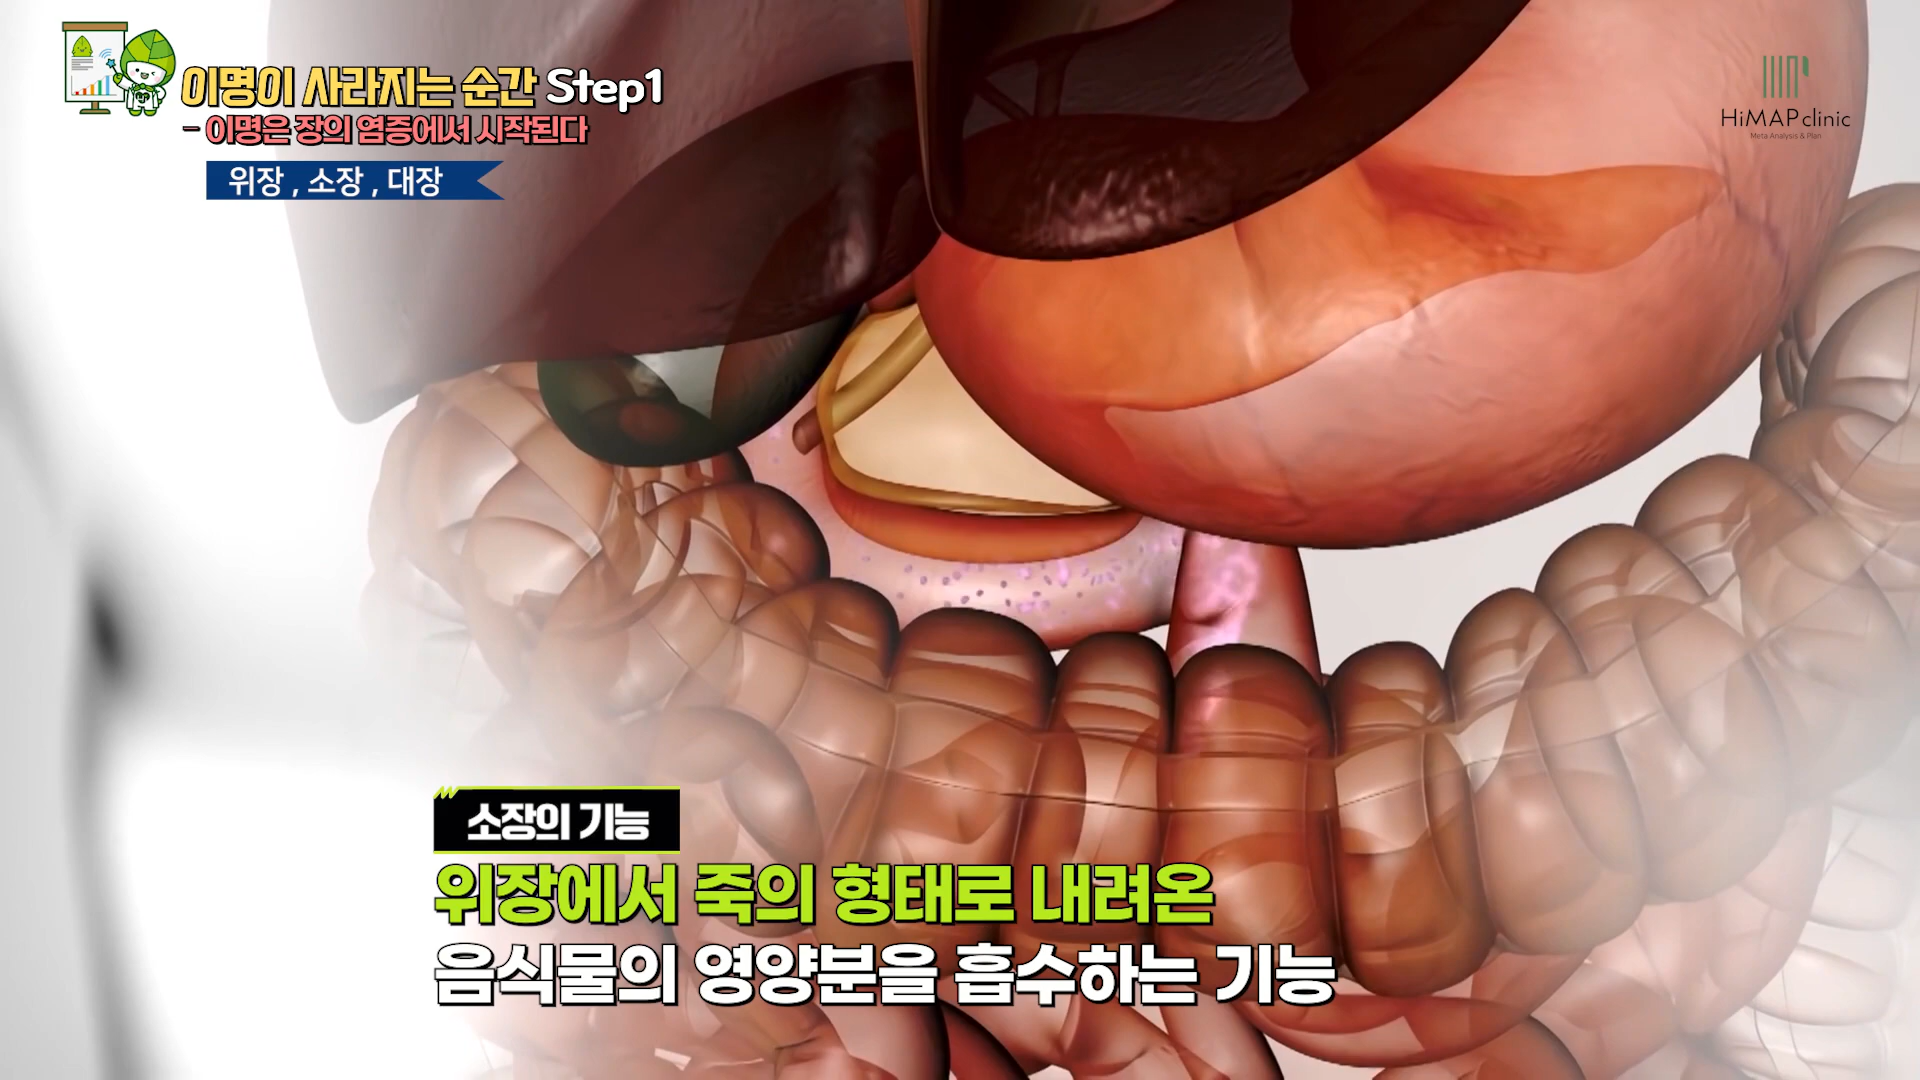 이명이 사라지는 순간 Step1
- 이명은 장의 염증에서 시작된다
위장 , 소장 , 대장
HiMAP clinic
Meta Analysis & Plan
소장의 기능
위장에서 죽의 형태로 내려온
음식물의 영양분을 흡수하는 기능